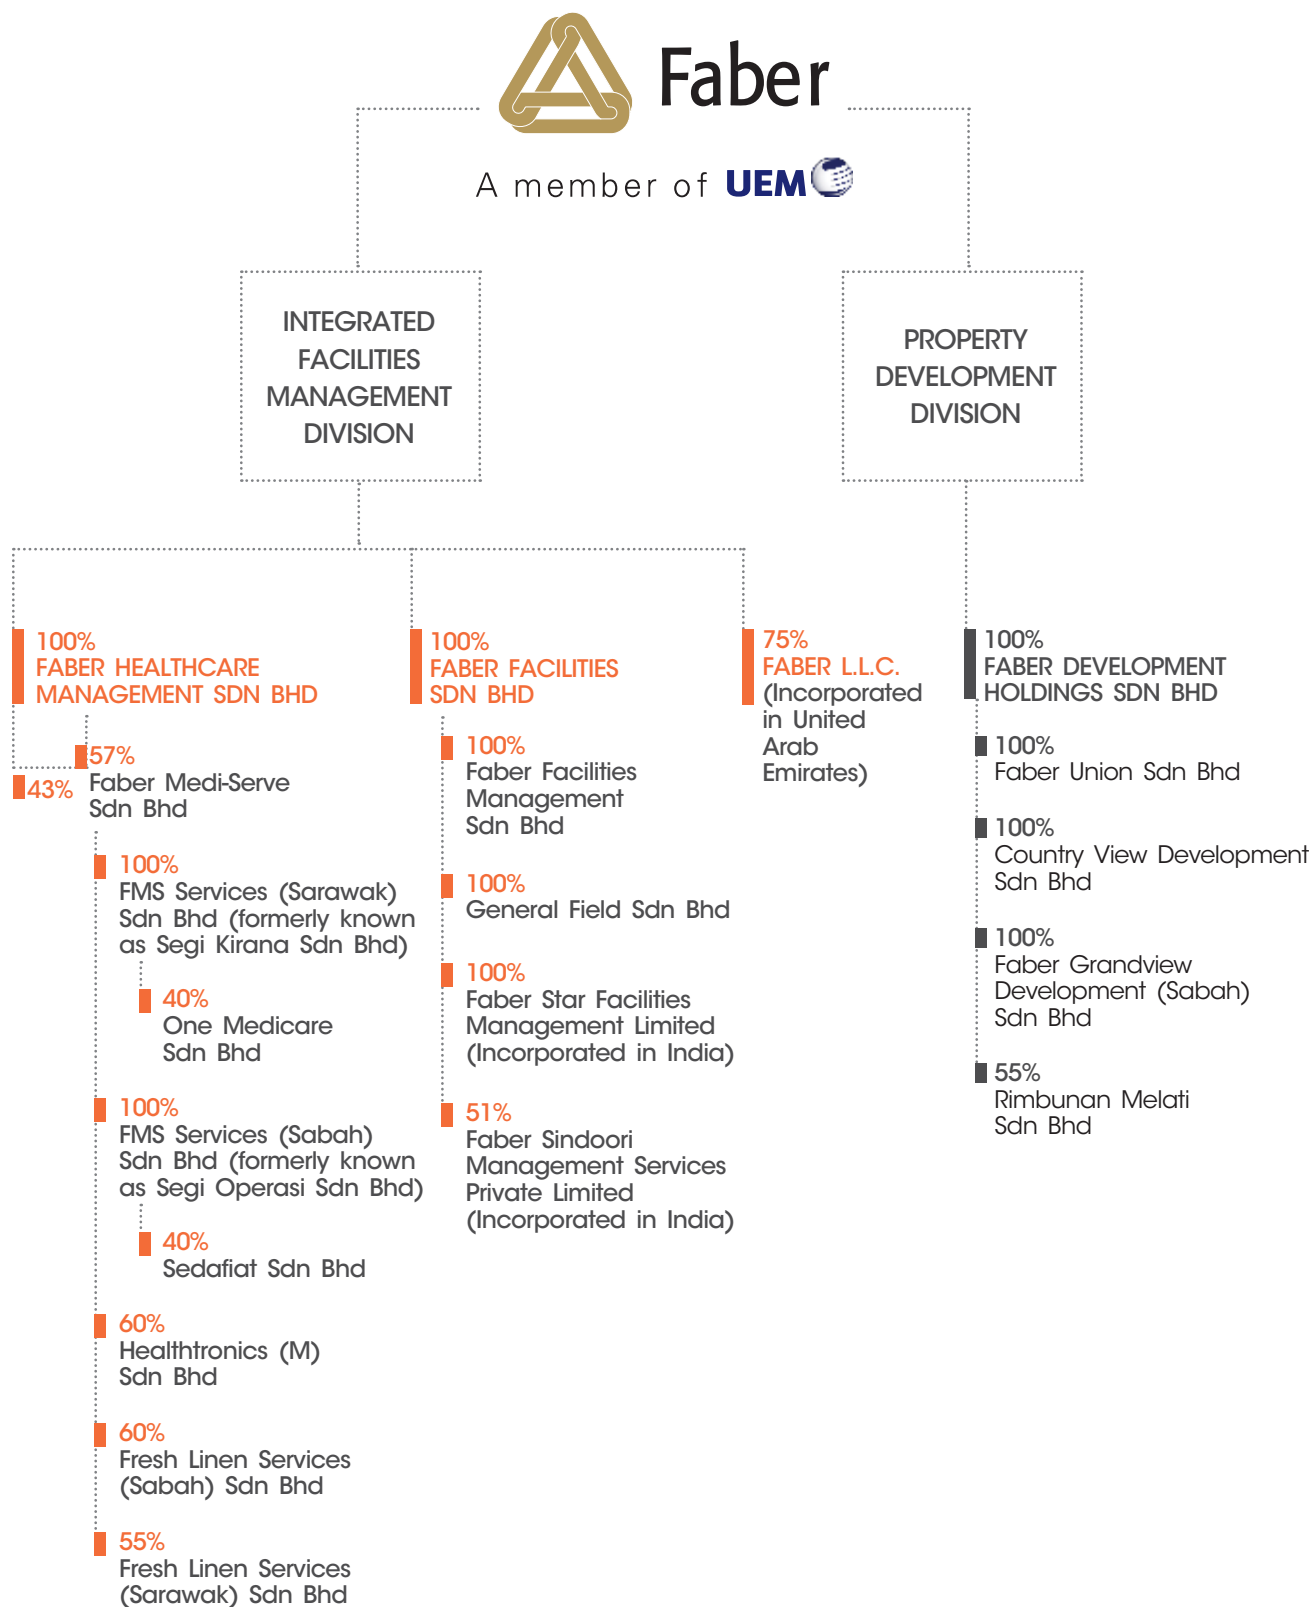 Faber
A member of UEM
INTEGRATED
FACILITIES
MANAGEMENT
DIVISION
PROPERTY
DEVELOPMENT
DIVISION
100%
FABER HEALTHCARE
MANAGEMENT SDN BHD
57%
43%
Faber Medi-Serve
Sdn Bhd
100%
FMS Services (Sarawak)
Sdn Bhd (formerly known
as Segi Kirana Sdn Bhd)
40%
One Medicare
Sdn Bhd
100%
FMS Services (Sabah)
Sdn Bhd (formerly known
as Segi Operasi Sdn Bhd)
40%
Sedafiat Sdn Bhd
60%
Healthtronics (M)
Sdn Bhd
60%
Fresh Linen Services
(Sabah) Sdn Bhd
55%
Fresh Linen Services
(Sarawak) Sdn Bhd
100%
FABER FACILITIES
SDN BHD
100%
Faber Facilities
Management
Sdn Bhd
100%
General Field Sdn Bhd
100%
Faber Star Facilities
Management Limited
(Incorporated in India)
51%
Faber Sindoori
Management Services
Private Limited
(Incorporated in India)
75%
FABER L.L.C.
(Incorporated
in United
Arab
Emirates)
100%
FABER DEVELOPMENT
HOLDINGS SDN BHD
100%
Faber Union Sdn Bhd
100%
Country View Development
Sdn Bhd
100%
Faber Grandview
Development (Sabah)
Sdn Bhd
55%
Rimbunan Melati
Sdn Bhd